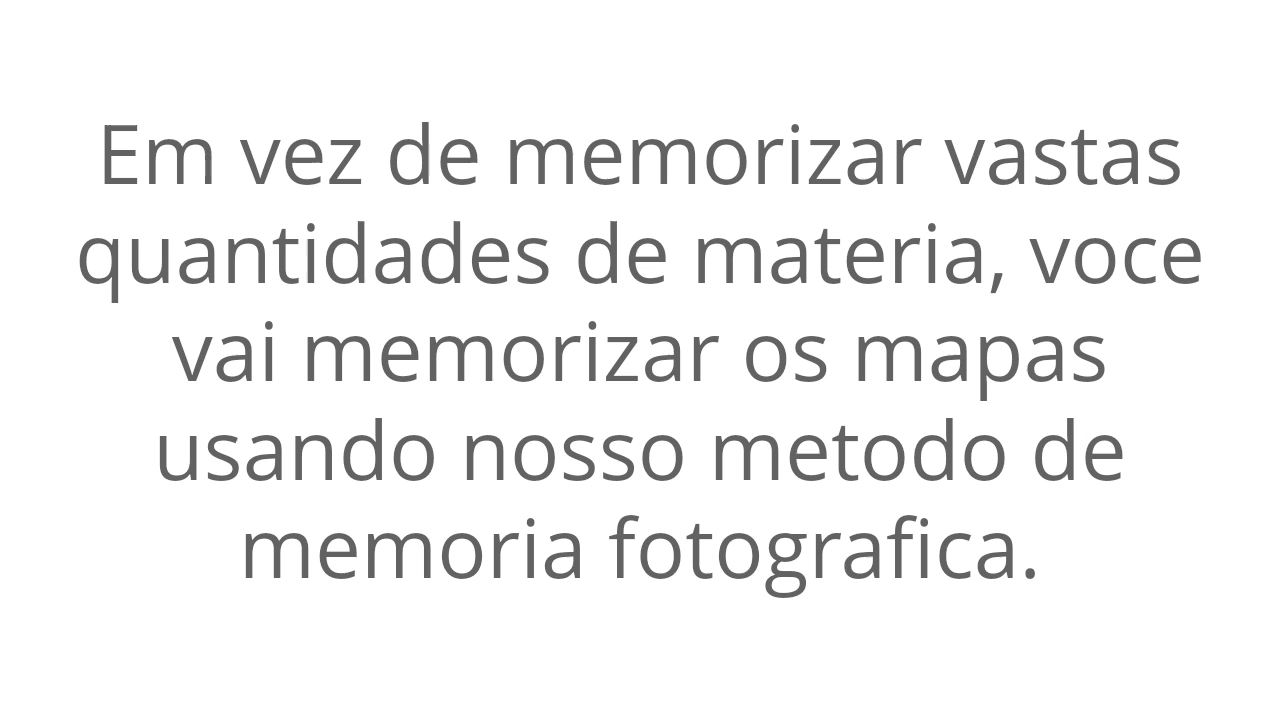 Em vez de memorizar vastas
quantidades de materia, voce
vai memorizar os mapas
usando nosso metodo de
memoria fotografica.